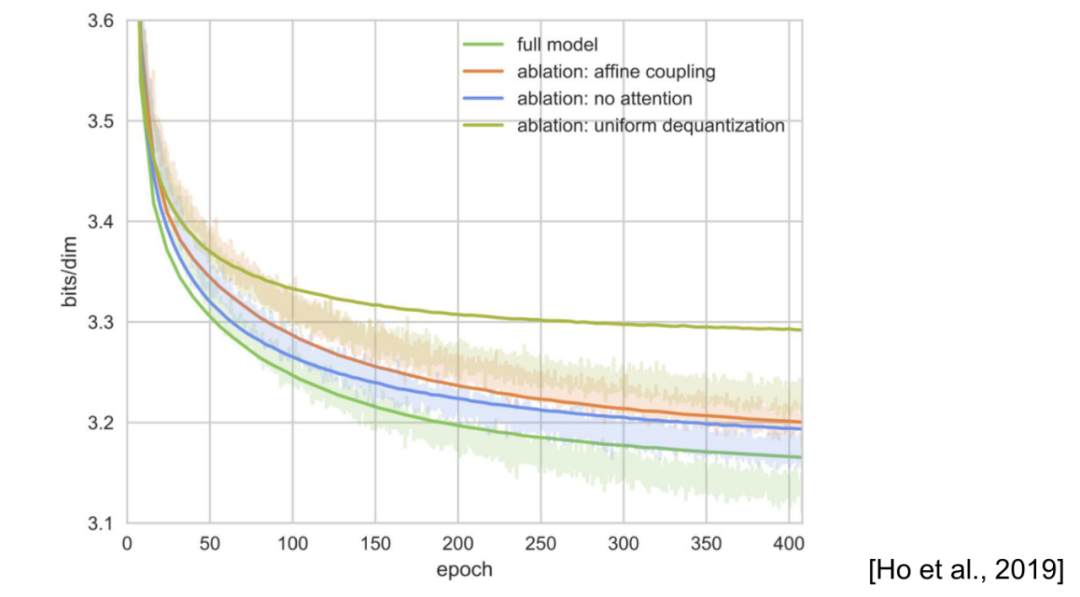 3.6
3.5
3.4
3.3
3.2
3.1
bits/dim
full model
ablation: affine coupling
ablation: no attention
ablation: uniform dequantization
0 50 100 150 200 250 300 350 400
epoch
[Ho et al., 2019]